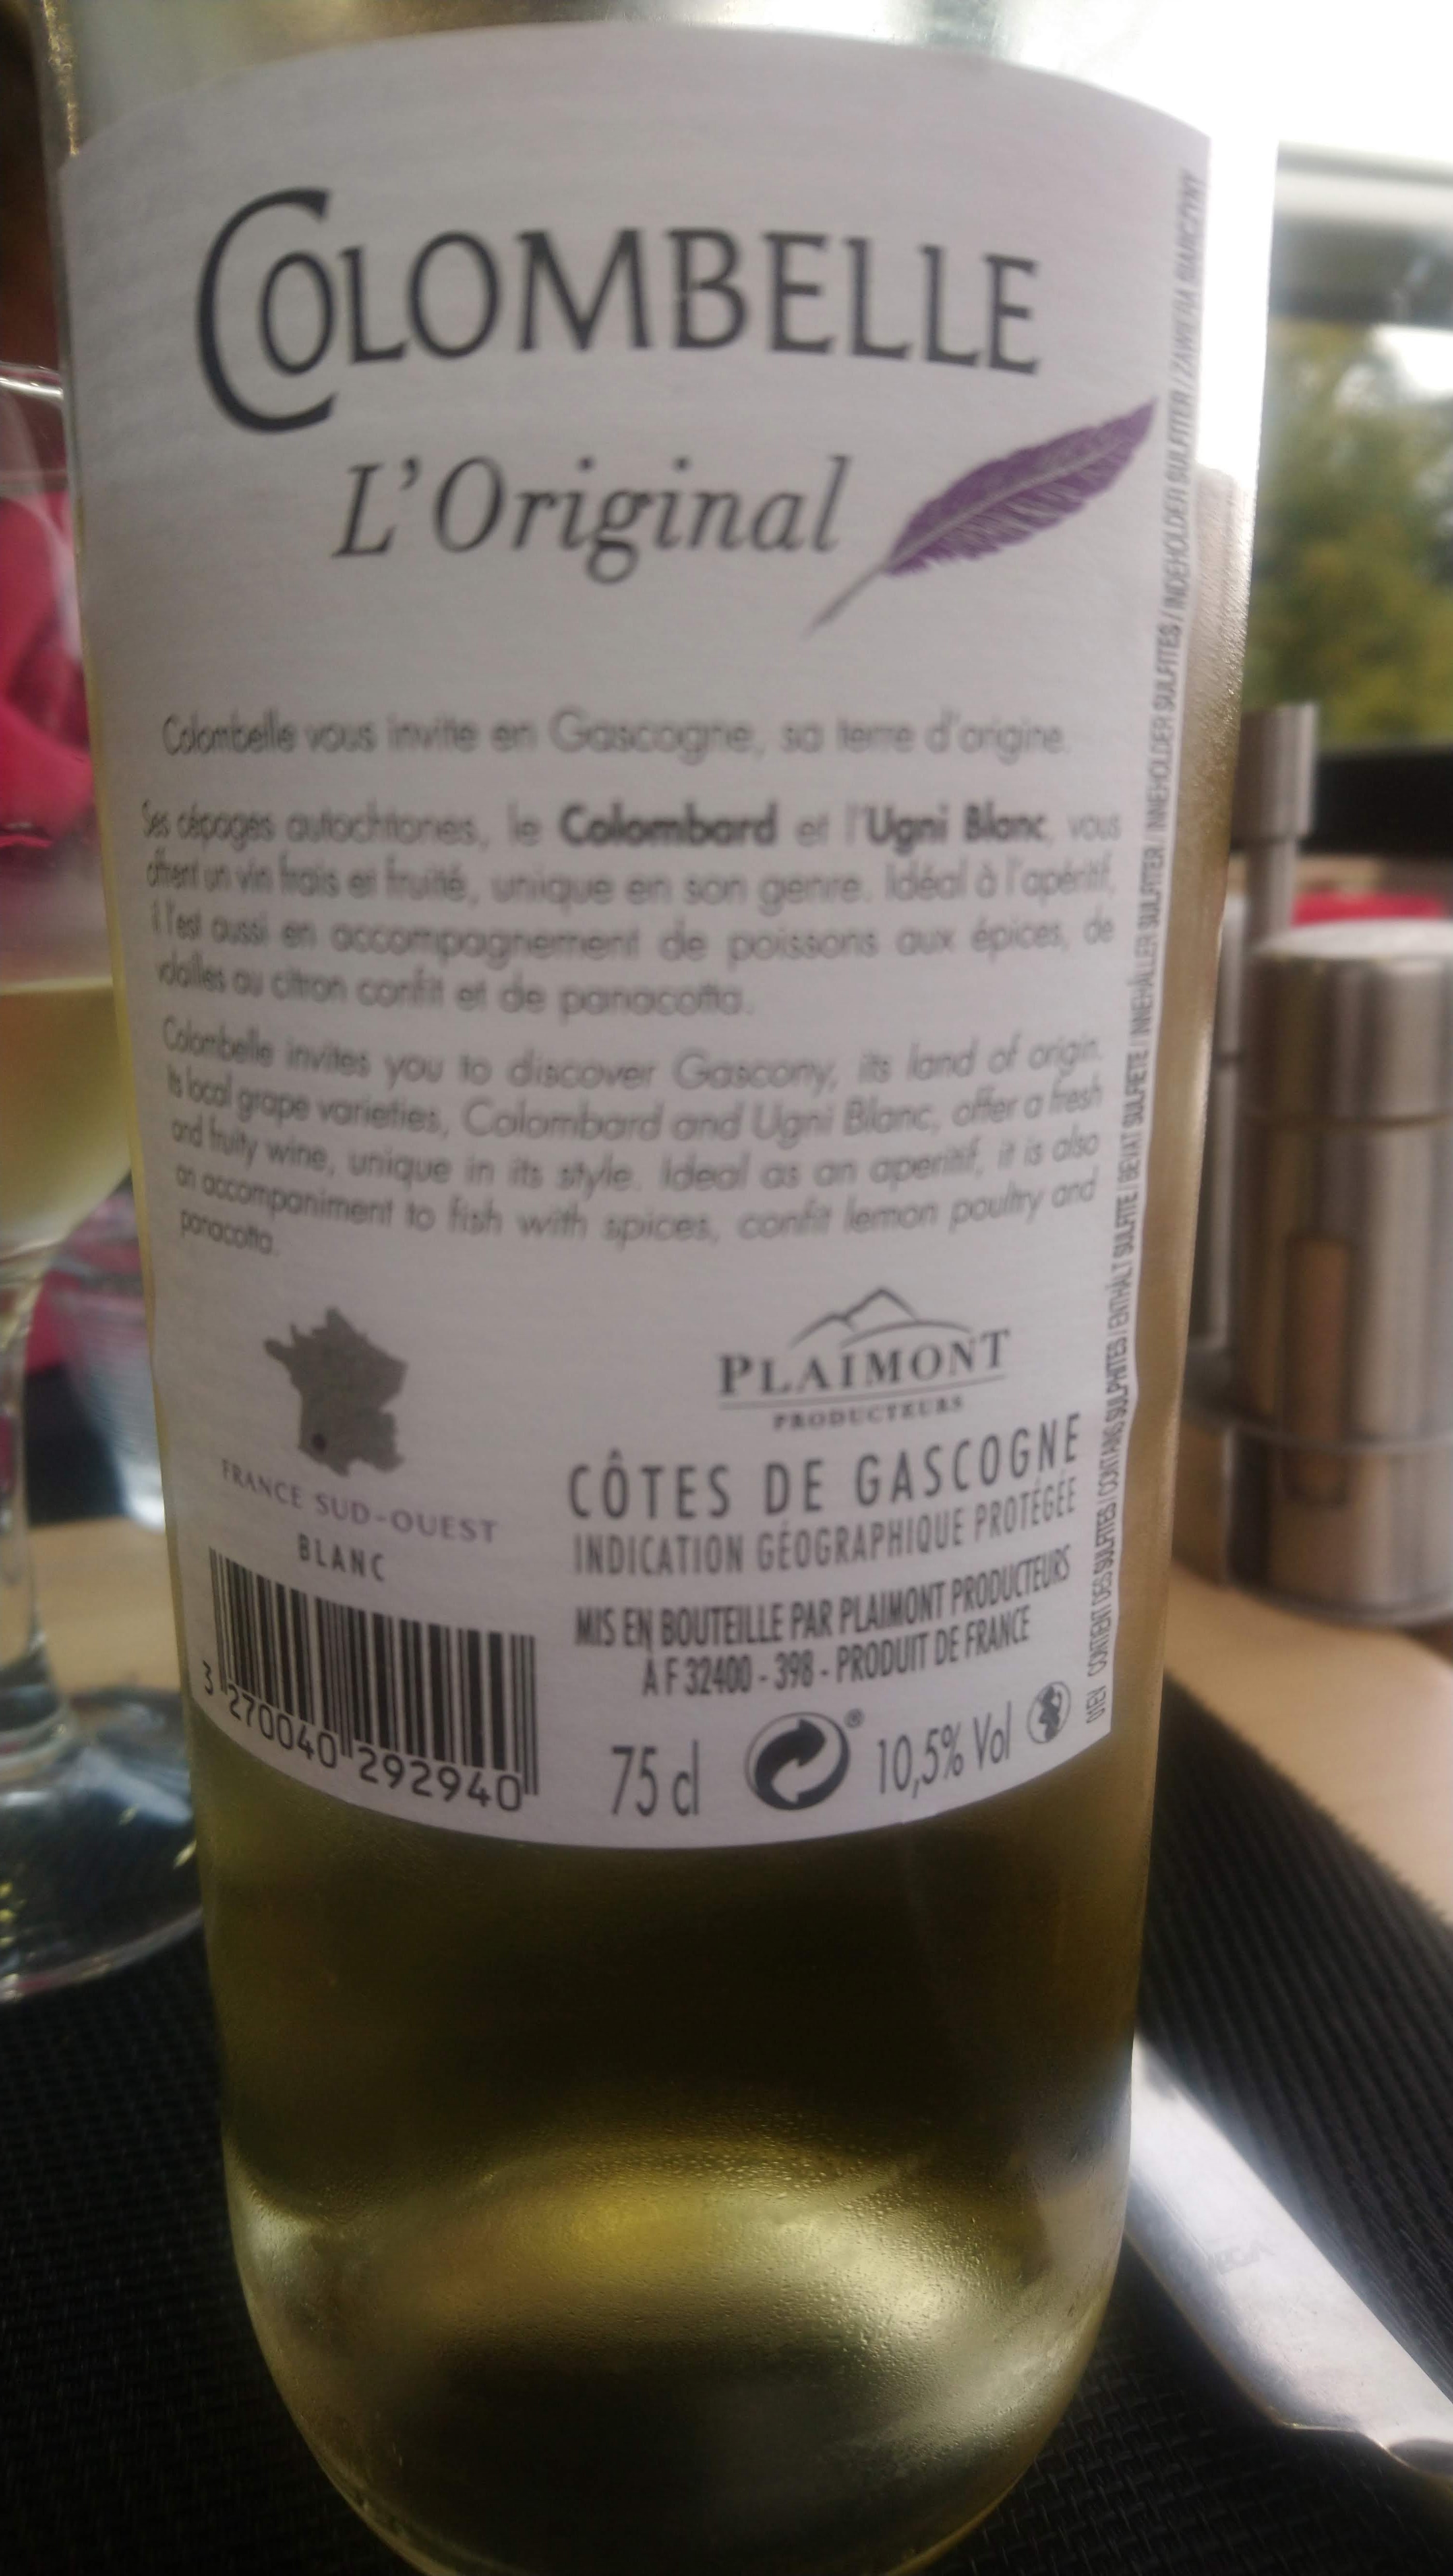 COLOMBELLE
L'Original
Colombelle vous invite en Gascogne, sa terre d'origine.
Ses cépages autochtones, le Colombard et l'Ugni Blanc, vous
offrent un vin frais et fruité, unique en son genre. Idéal à l'apéritif,
il l'est aussi en accompagnement de poissons aux épices, de
volailles au citron confit et de panacotta.
Colombelle invites you to discover Gascony, its land of origin.
Its local grape varieties, Colombard and Ugni Blanc, offer a fresh
and fruity wine, unique in its style. Ideal as an aperitif, it is also
an accompaniment to fish with spices, confit lemon poultry and
panacotta.
PLAIMONT
PRODUCTEURS
FRANCE SUD-OUEST
BLANC
CÔTES DE GASCOGNE
INDICATION GÉOGRAPHIQUE PROTÉGÉE
MIS EN BOUTEILLE PAR PLAIMONT PRODUCTEURS
À F 32400 - 398 - PRODUIT DE FRANCE
3 270040 292940
75 cl ® 10,5% Vol
CONTIENT DES SULFITES / CONTAINS SULPHITES / ENTHÄLT SULFITE / BEVAT SULFIETE / INNEHÅLLER SULFITER / INNEHOLDER SULFITES / INDEHOLDER SULFITTER / ZAWIERA SIARCZYNY